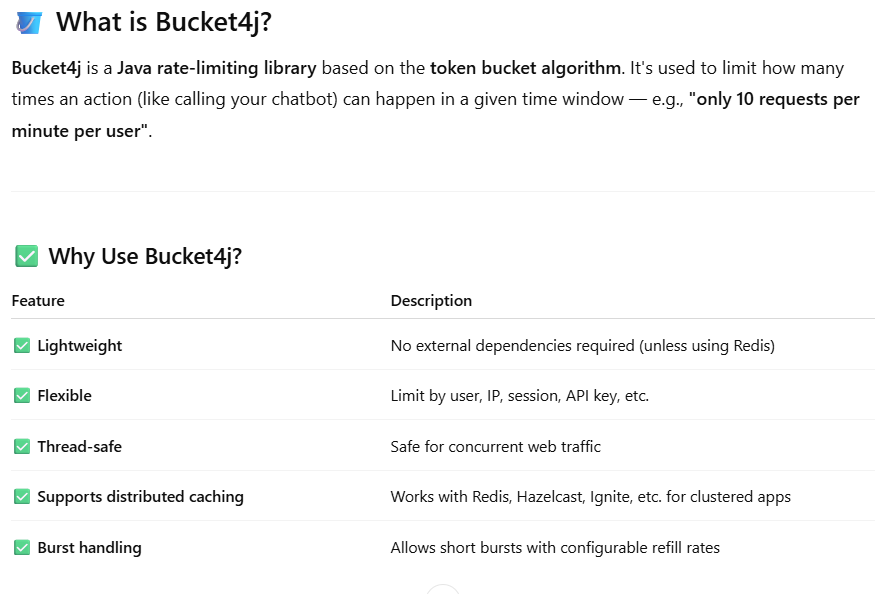 What is Bucket4j?
Bucket4j is a Java rate-limiting library based on the token bucket algorithm. It's used to limit how many
times an action (like calling your chatbot) can happen in a given time window — e.g., "only 10 requests per
minute per user".
Why Use Bucket4j?
Feature Description
Lightweight No external dependencies required (unless using Redis)
Flexible Limit by user, IP, session, API key, etc.
Thread-safe Safe for concurrent web traffic
Supports distributed caching Works with Redis, Hazelcast, Ignite, etc. for clustered apps
Burst handling Allows short bursts with configurable refill rates